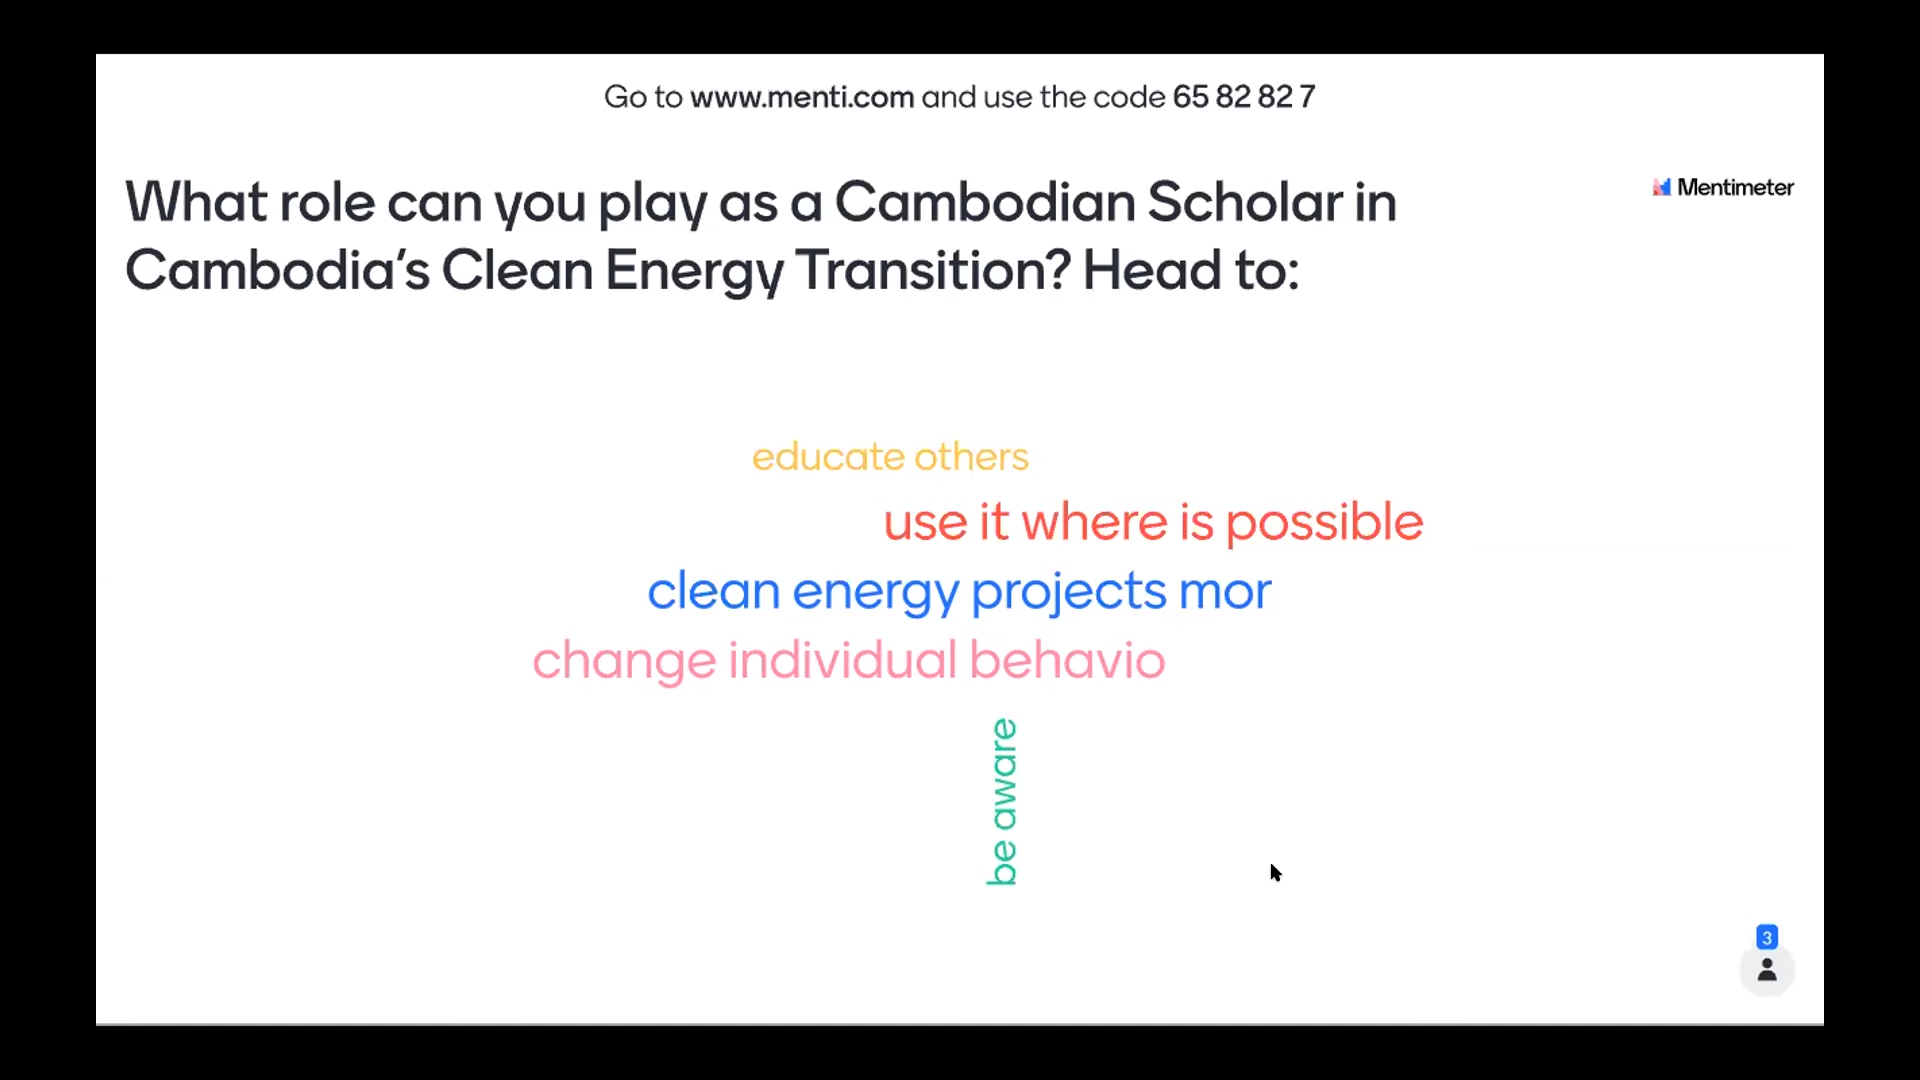 Go to www.menti.com and use the code 65 82 82 7
What role can you play as a Cambodian Scholar in
Cambodia's Clean Energy Transition? Head to:
Mentimeter
educate others
use it where is possible
clean energy projects mor
change individual behavio
be aware
3